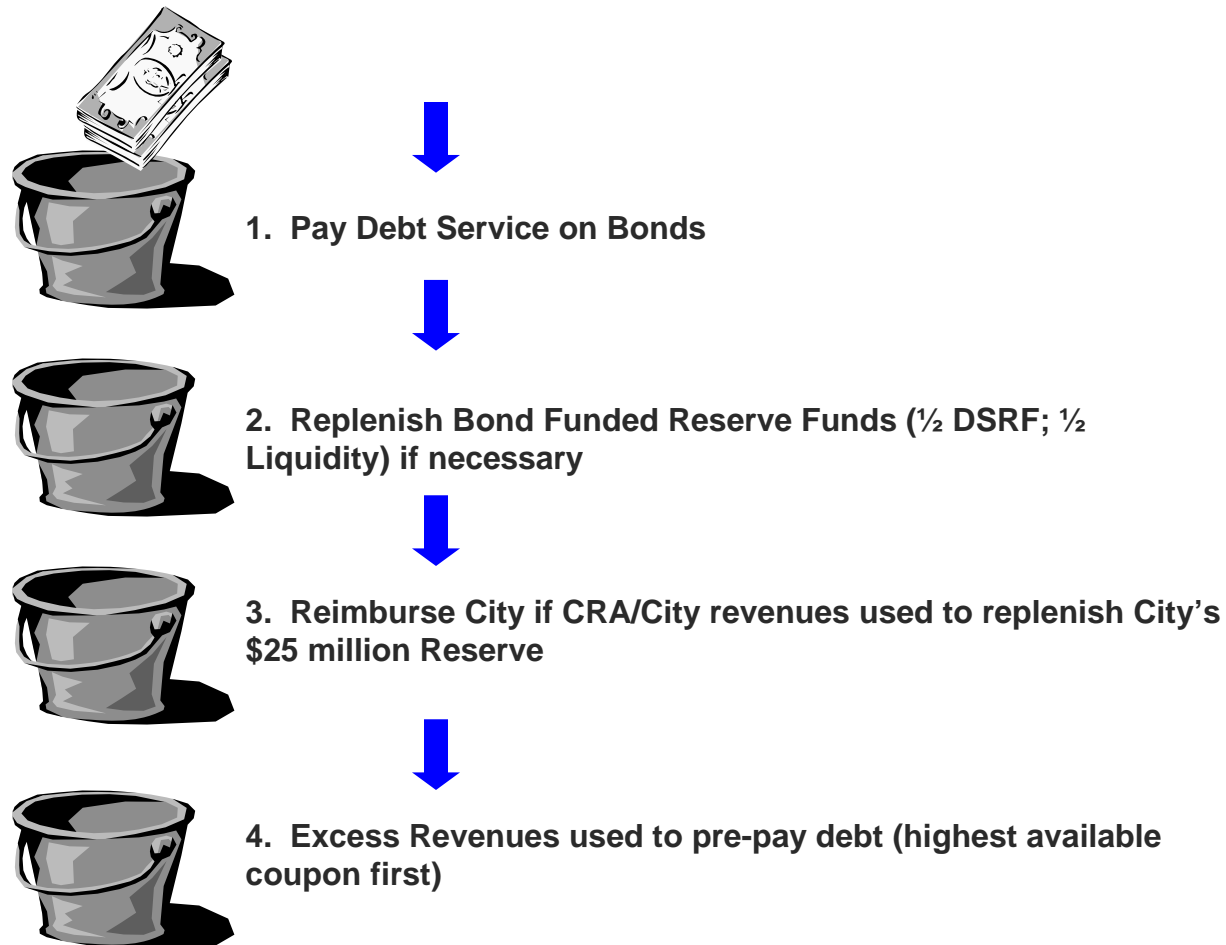 1. Pay Debt Service on Bonds
2. Replenish Bond Funded Reserve Funds (½ DSRF; ½
Liquidity) if necessary
3. Reimburse City if CRA/City revenues used to replenish City’s
$25 million Reserve
4. Excess Revenues used to pre-pay debt (highest available
coupon first)